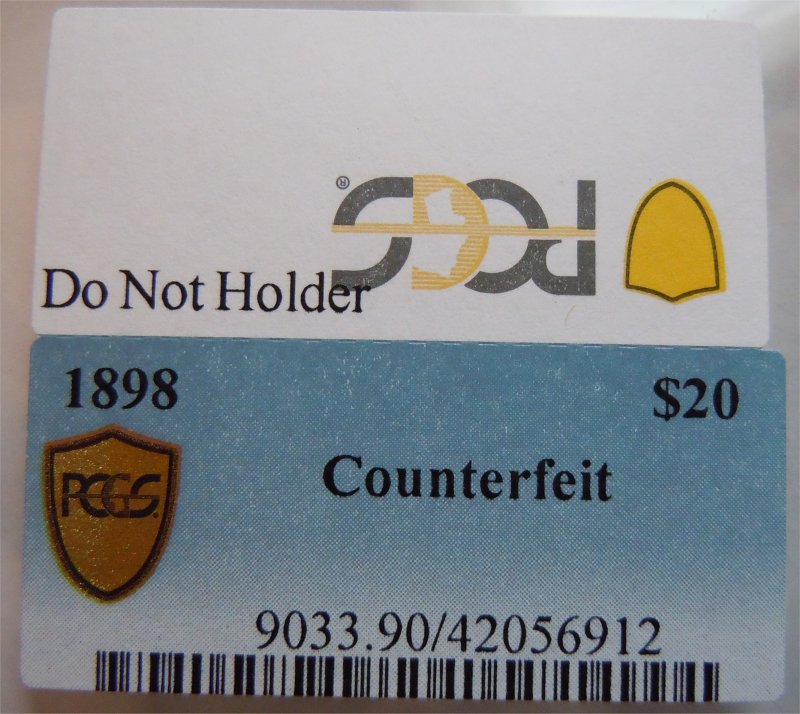 PCGS®
Do Not Holder
1898
$20
PCGS
Counterfeit
9033.90/42056912